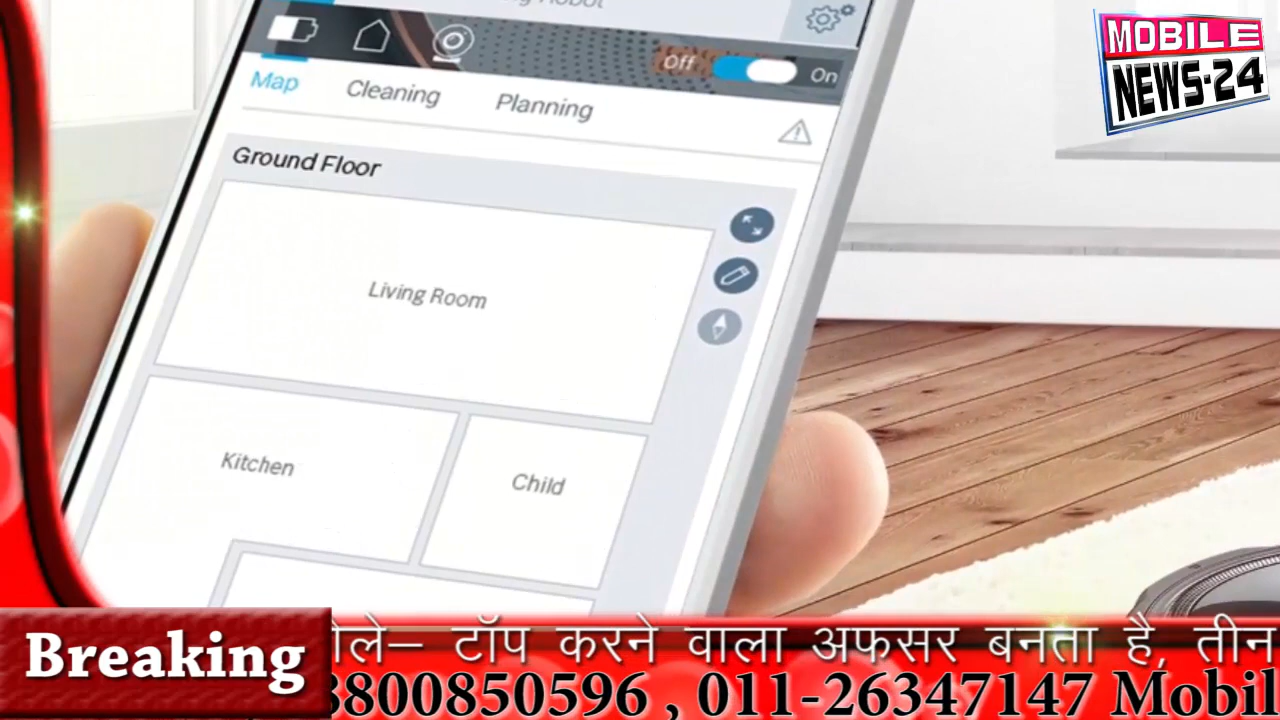 MOBILE
NEWS-24
Off
On
Map
Cleaning
Planning
Ground Floor
Living Room
Kitchen
Child
Breaking
टॉप करने वाला अफसर बनता है, तीन
8800850596 , 011-26347147 Mobil